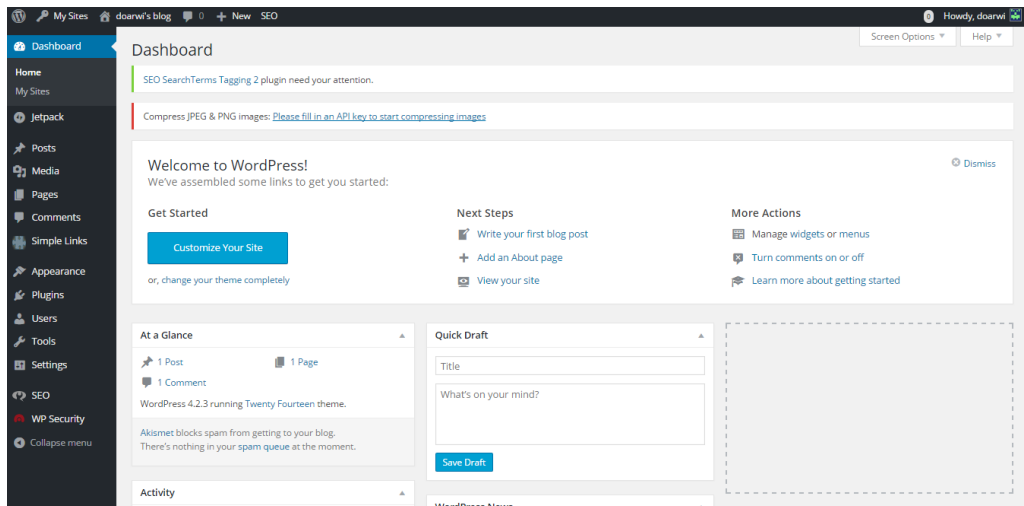 My Sites doarwi's blog 0 + New SEO 0 Howdy, doarwi
Dashboard
Home
My Sites
Jetpack
Posts
Media
Pages
Comments
Simple Links
Appearance
Plugins
Users
Tools
Settings
SEO
WP Security
Collapse menu
Screen Options ▼ Help ▼
Dashboard
SEO SearchTerms Tagging 2 plugin need your attention.
Compress JPEG & PNG images: Please fill in an API key to start compressing images
Welcome to WordPress!
Dismiss
We've assembled some links to get you started:
Get Started
Customize Your Site
or, change your theme completely
Next Steps
Write your first blog post
Add an About page
View your site
More Actions
Manage widgets or menus
Turn comments on or off
Learn more about getting started
At a Glance
1 Post 1 Page
1 Comment
WordPress 4.2.3 running Twenty Fourteen theme.
Akismet blocks spam from getting to your blog.
There's nothing in your spam queue at the moment.
Activity
Quick Draft
Title
What's on your mind?
Save Draft
WordPress News